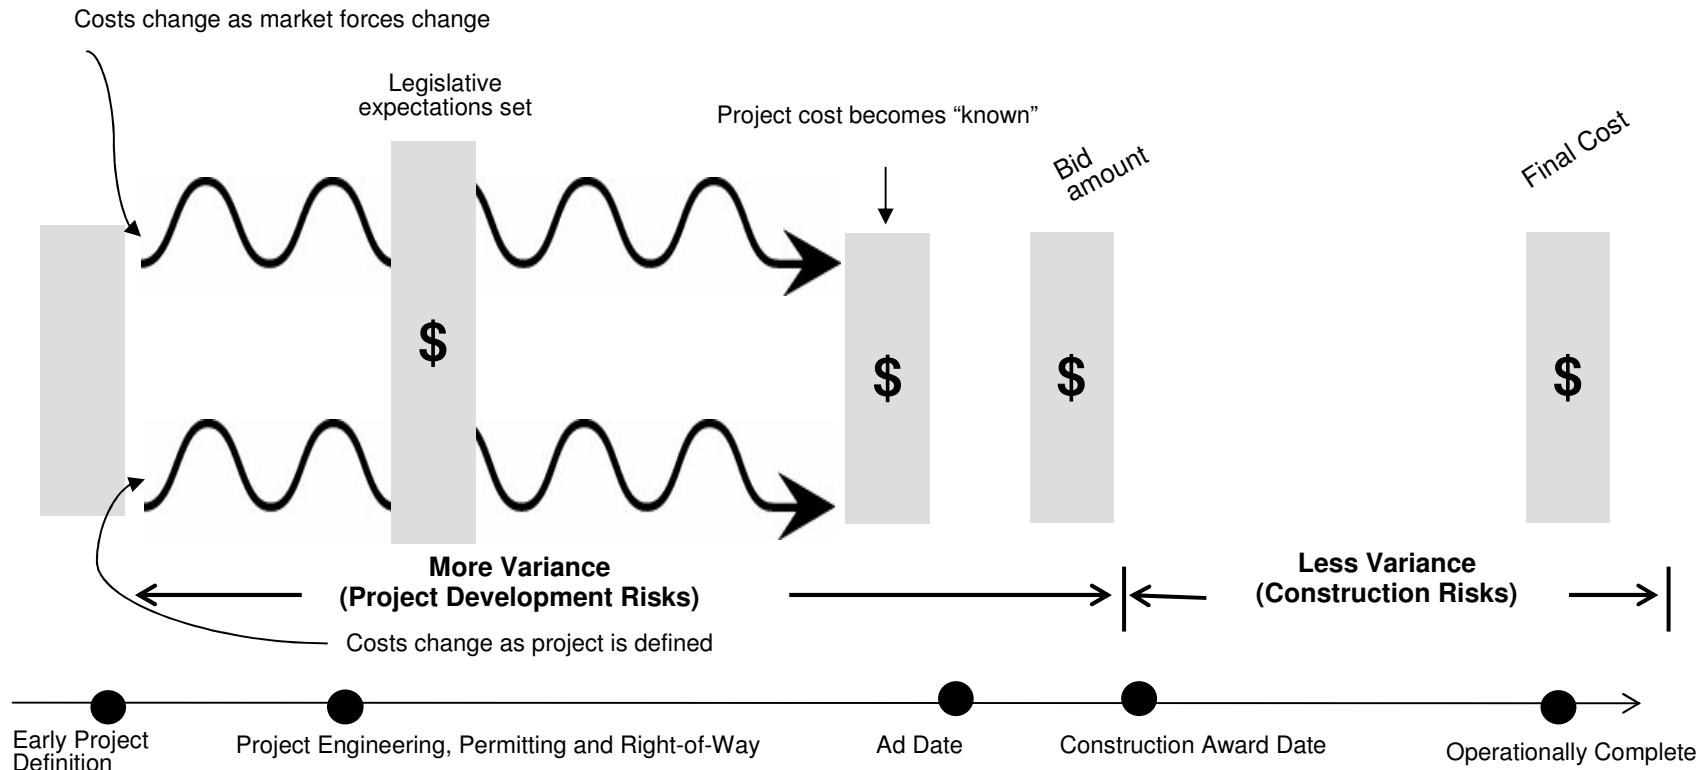 Costs change as market forces change
Legislative
expectations set
Project cost becomes “known”
Bid
amount
Final Cost
$
$
$
$
More Variance
(Project Development Risks)
Less Variance
(Construction Risks)
Costs change as project is defined
Early Project
Definition
Project Engineering, Permitting and Right-of-Way
Ad Date
Construction Award Date
Operationally Complete